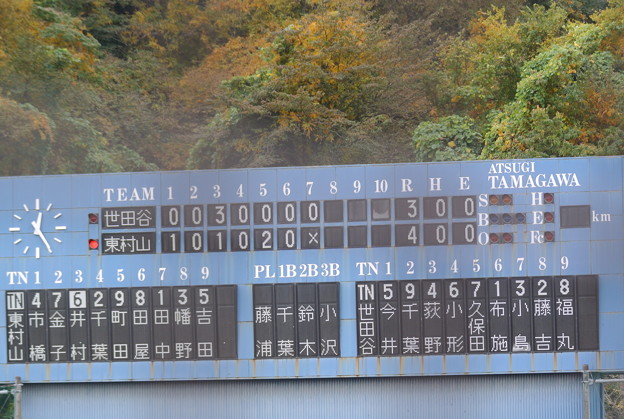 ATSUGI
TAMAGAWA
TEAM 1 2 3 4 5 6 7 8 9 10 R H E
世田谷 0 0 3 0 0 0 0 3 0 0
東村山 1 0 1 0 2 0 x 4 0 0
S H
B E km
O Fc
TN 1 2 3 4 5 6 7 8 9 PL 1B 2B 3B TN 1 2 3 4 5 6 7 8 9
TN 4 7 6 2 9 8 1 3 5
東村山 市橋 金子 井村 千葉 町田 田屋 田中 幡野 吉田
藤浦 千葉 鈴木 小沢
TN 5 9 4 6 7 1 3 2 8
世田谷 今井 千葉 荻野 小形 久保田 布施 小島 藤吉 福丸